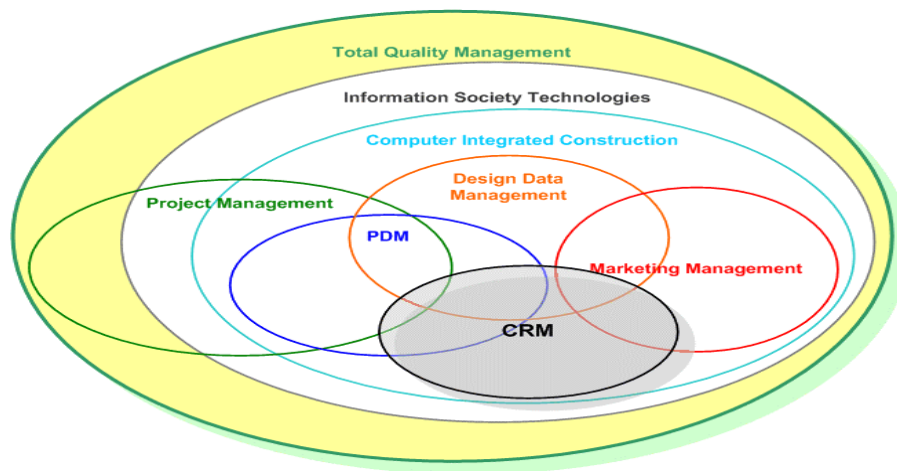 Total Quality Management
Information Society Technologies
Computer Integrated Construction
Design Data
Management
Project Management
PDM
Marketing Management
CRM